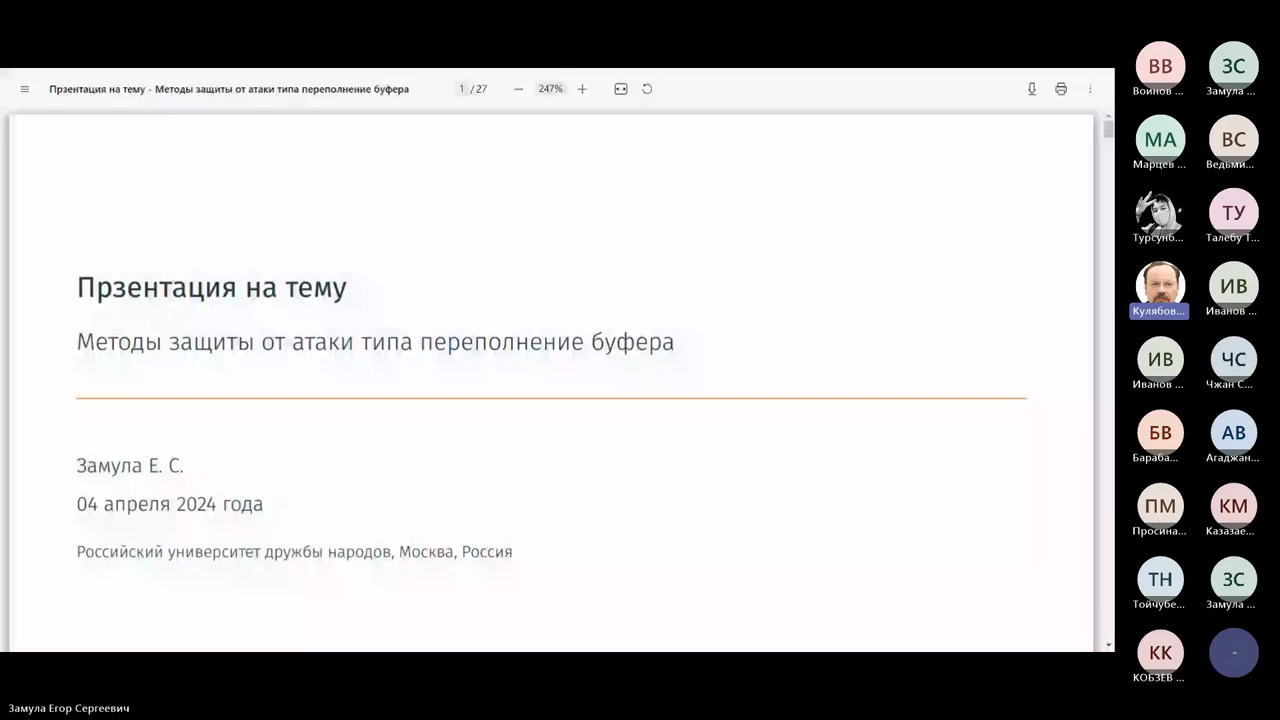 Прзентация на тему - Методы защиты от атаки типа переполнение буфера
1 / 27
247%
Прзентация на тему
Методы защиты от атаки типа переполнение буфера
Замула Е. С.
04 апреля 2024 года
Российский университет дружбы народов, Москва, Россия
ВВ
Воинов ...
ЗС
Замула ...
МА
Марцев ...
ВС
Ведьми...
Турсунб...
ТУ
Талебу Т...
Кулябов...
ИВ
Иванов ...
ИВ
Иванов ...
ЧС
Чжан С...
БВ
Бараба...
АВ
Агаджан...
ПМ
Просина...
КМ
Казазае...
ТН
Тойчубе...
ЗС
Замула ...
КК
КОБЗЕВ ...
Замула Егор Сергеевич